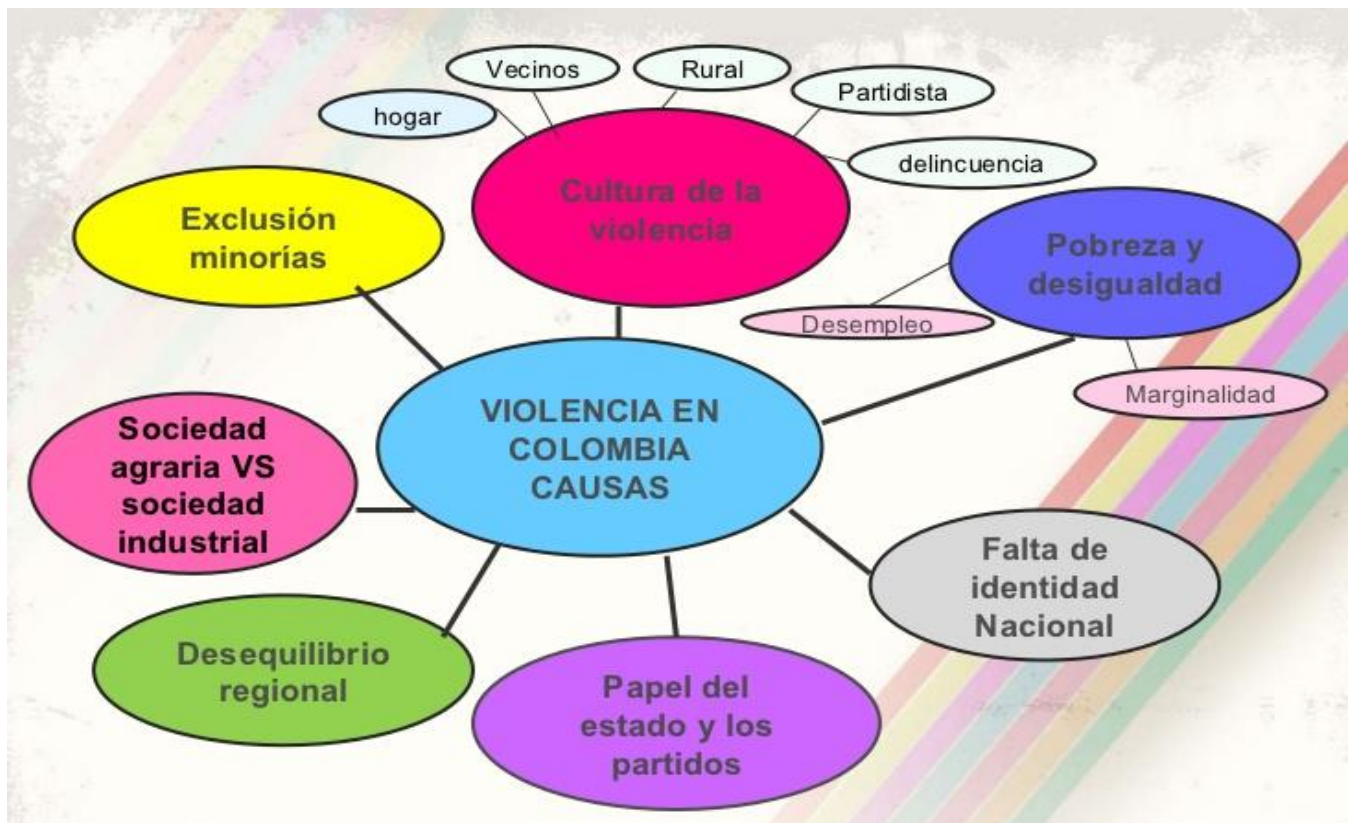 Vecinos
Rural
Partidista
hogar
delincuencia
Cultura de la
violencia
Exclusión
minorías
Pobreza y
desigualdad
Desempleo
Marginalidad
VIOLENCIA EN
COLOMBIA
CAUSAS
Sociedad
agraria VS
sociedad
industrial
Falta de
identidad
Nacional
Desequilibrio
regional
Papel del
estado y los
partidos